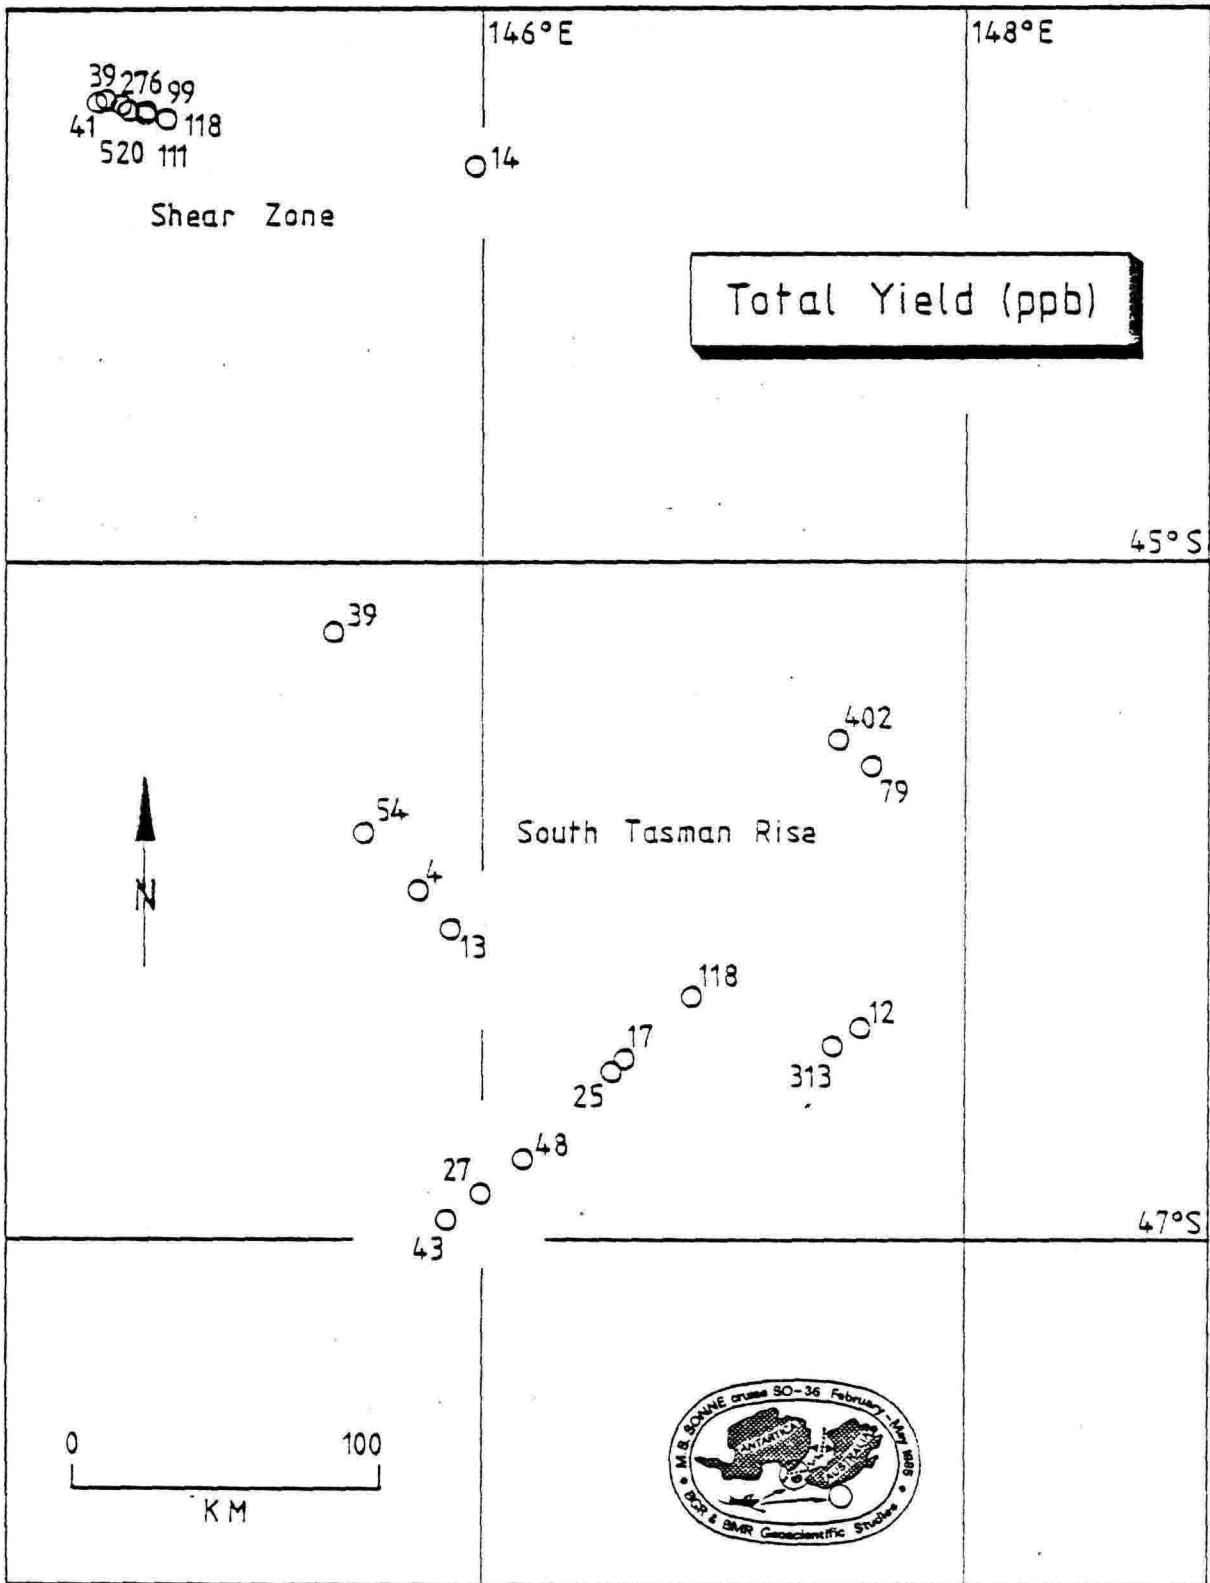 146°E
148°E
39 276 99
41 118
520 111
14
Shear Zone
Total Yield (ppb)
45°S
39
402
79
54
South Tasman Rise
4
N
13
118
12
17
313
25
48
27
47°S
43
0 100
KM
M.B. SONNE cruise SO-36 February-May 1985
ANTARTICA
AUSTRALIA
BGR & BMR Geoscientific Studies